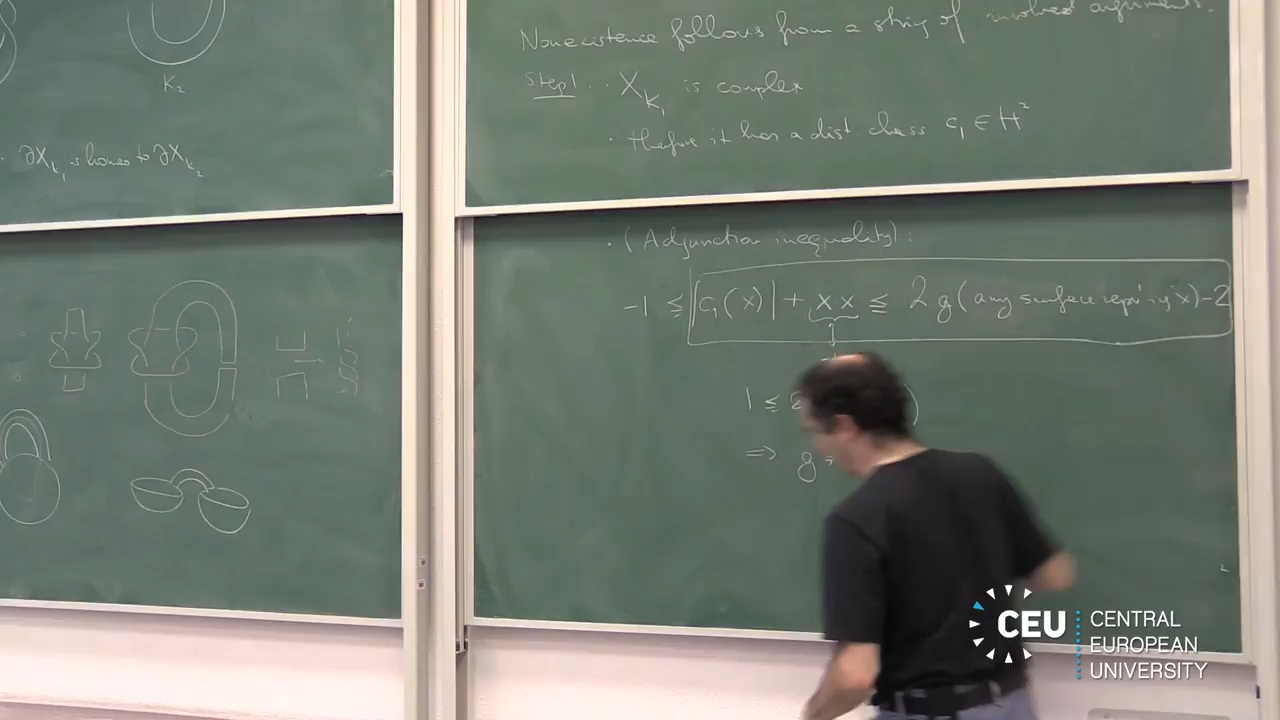 K₂
∂X_K₁ is homeo to ∂X_K₂
Nonexistence follows from a string of involved arguments.
Step1. · X_K₁ is complex
· Therefore it has a dist. class c₁ ∈ H²
· (Adjunction inequality):
-1 ≤ |c₁(x)| + x x ≤ 2g(any surface repr'ing x)-2
1 ≤ 2
⇒ g
CEU
CENTRAL
EUROPEAN
UNIVERSITY